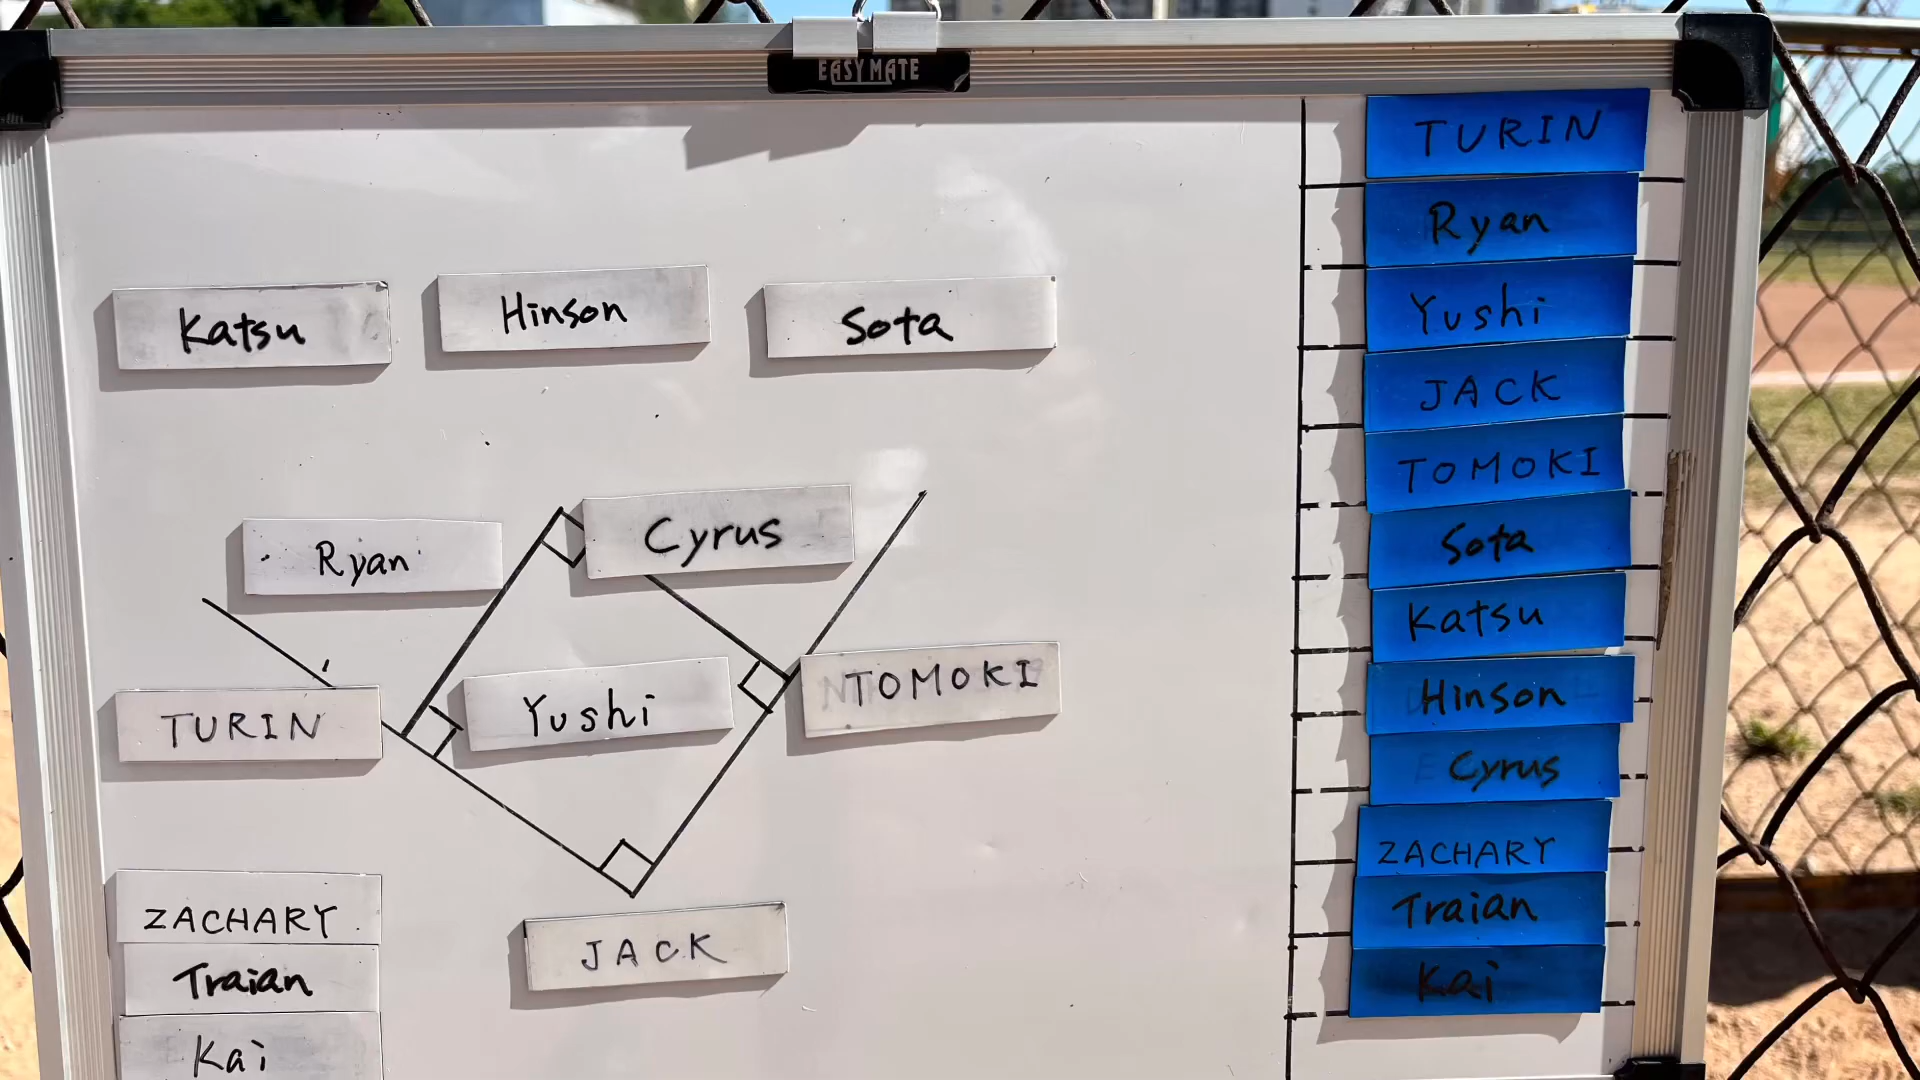 EASY MATE
Katsu
Hinson
Sota
Ryan
Cyrus
TURIN
Yushi
TOMOKI
JACK
ZACHARY
Traian
Kai
TURIN
Ryan
Yushi
JACK
TOMOKI
Sota
Katsu
Hinson
Cyrus
ZACHARY
Traian
Kai